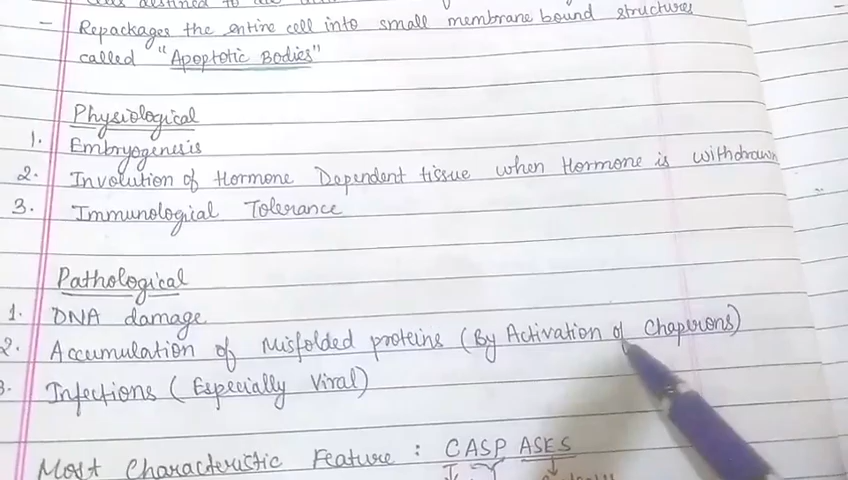 - Repackages the entire cell into small membrane bound structures
called "Apoptotic Bodies"
Physiological
1. Embryogenesis
2. Involution of Hormone Dependent tissue when Hormone is withdrawn
3. Immunologial Tolerance
Pathological
1. DNA damage
2. Accumulation of Misfolded proteins (By Activation of Chaperons)
3. Infections (Especially Viral)
Most Characteristic Feature : CASP ASES